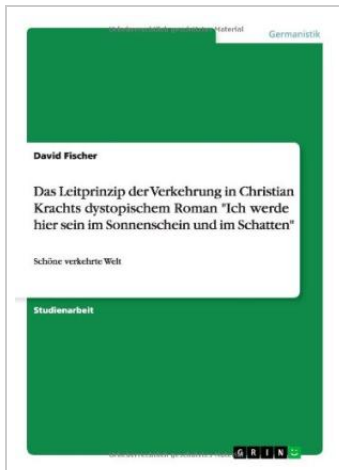 Germanistik
David Fischer
Das Leitprinzip der Verkehrung in Christian
Krachts dystopischem Roman "Ich werde
hier sein im Sonnenschein und im Schatten"
Schöne verkehrte Welt
Studienarbeit
GRIN